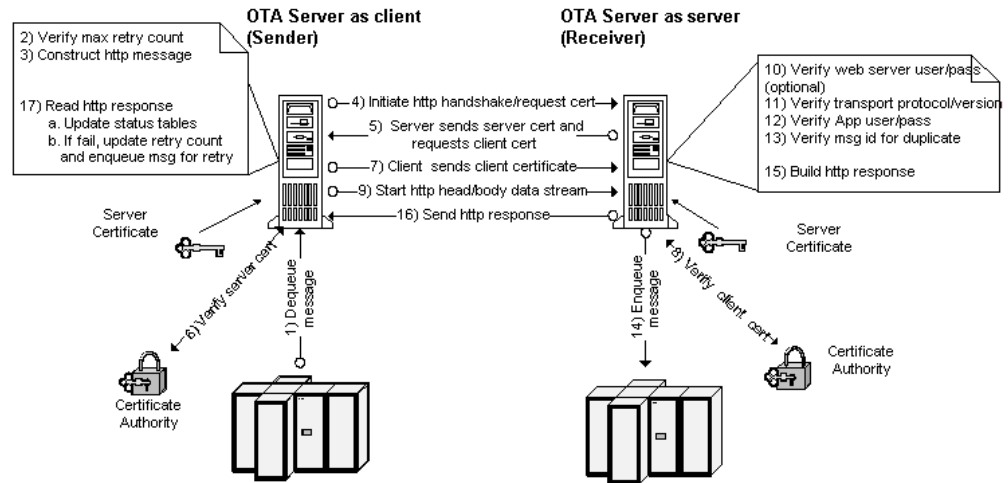 OTA Server as client
(Sender)
OTA Server as server
(Receiver)
2) Verify max retry count
3) Construct http message
17) Read http response
a. Update status tables
b. If fail, update retry count
and enqueue msg for retry
4) Initiate http handshake/request cert
5) Server sends server cert and
requests client cert
7) Client sends client certificate
9) Start http head/body data stream
16) Send http response
10) Verify web server user/pass
(optional)
11) Verify transport protocol/version
12) Verify App user/pass
13) Verify msg id for duplicate
15) Build http response
Server
Certificate
Server
Certificate
6) Verify server cert
1) Dequeue
message
14) Enqueue
message
8) Verify client cert
Certificate
Authority
Certificate
Authority